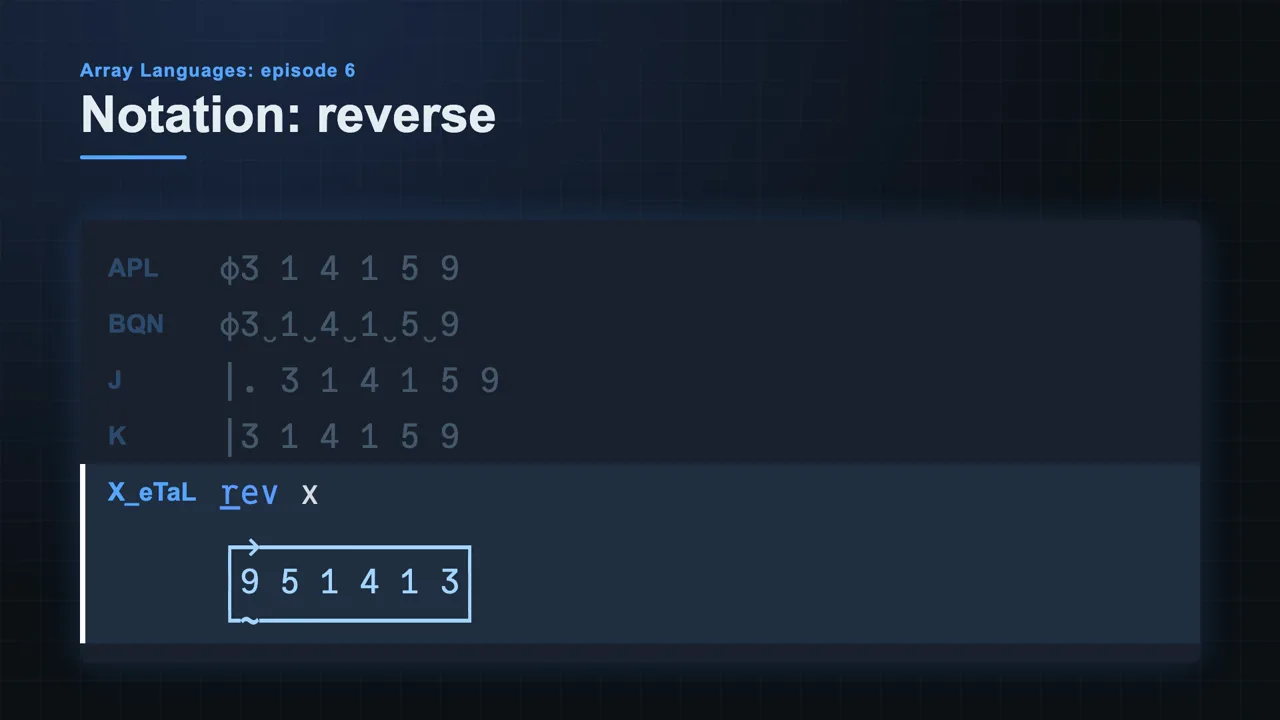 Array Languages: episode 6
Notation: reverse
APL ⌽3 1 4 1 5 9
BQN ⌽3‿1‿4‿1‿5‿9
J |. 3 1 4 1 5 9
K |3 1 4 1 5 9
X_eTaL rev x
┌→──────────┐
│9 5 1 4 1 3│
└~──────────┘